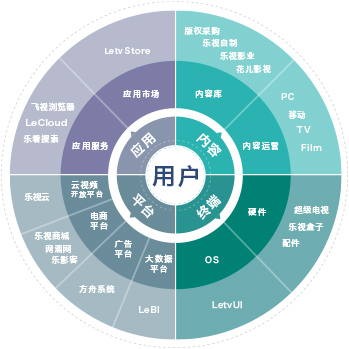 版权采购
乐视自制
乐视影业
花儿影视
Letv Store
内容库
应用市场
飞视浏览器
LeCloud
乐看搜索
PC
移动
TV
Film
应用
内容
应用服务
内容运营
用户
云视频
开放平台
平台
终端
乐视云
硬件
超级电视
乐视盒子
配件
电商
平台
乐视商城
网酒网
乐影客
广告
平台
大数据
平台
OS
方舟系统
LeBI
LetvUI